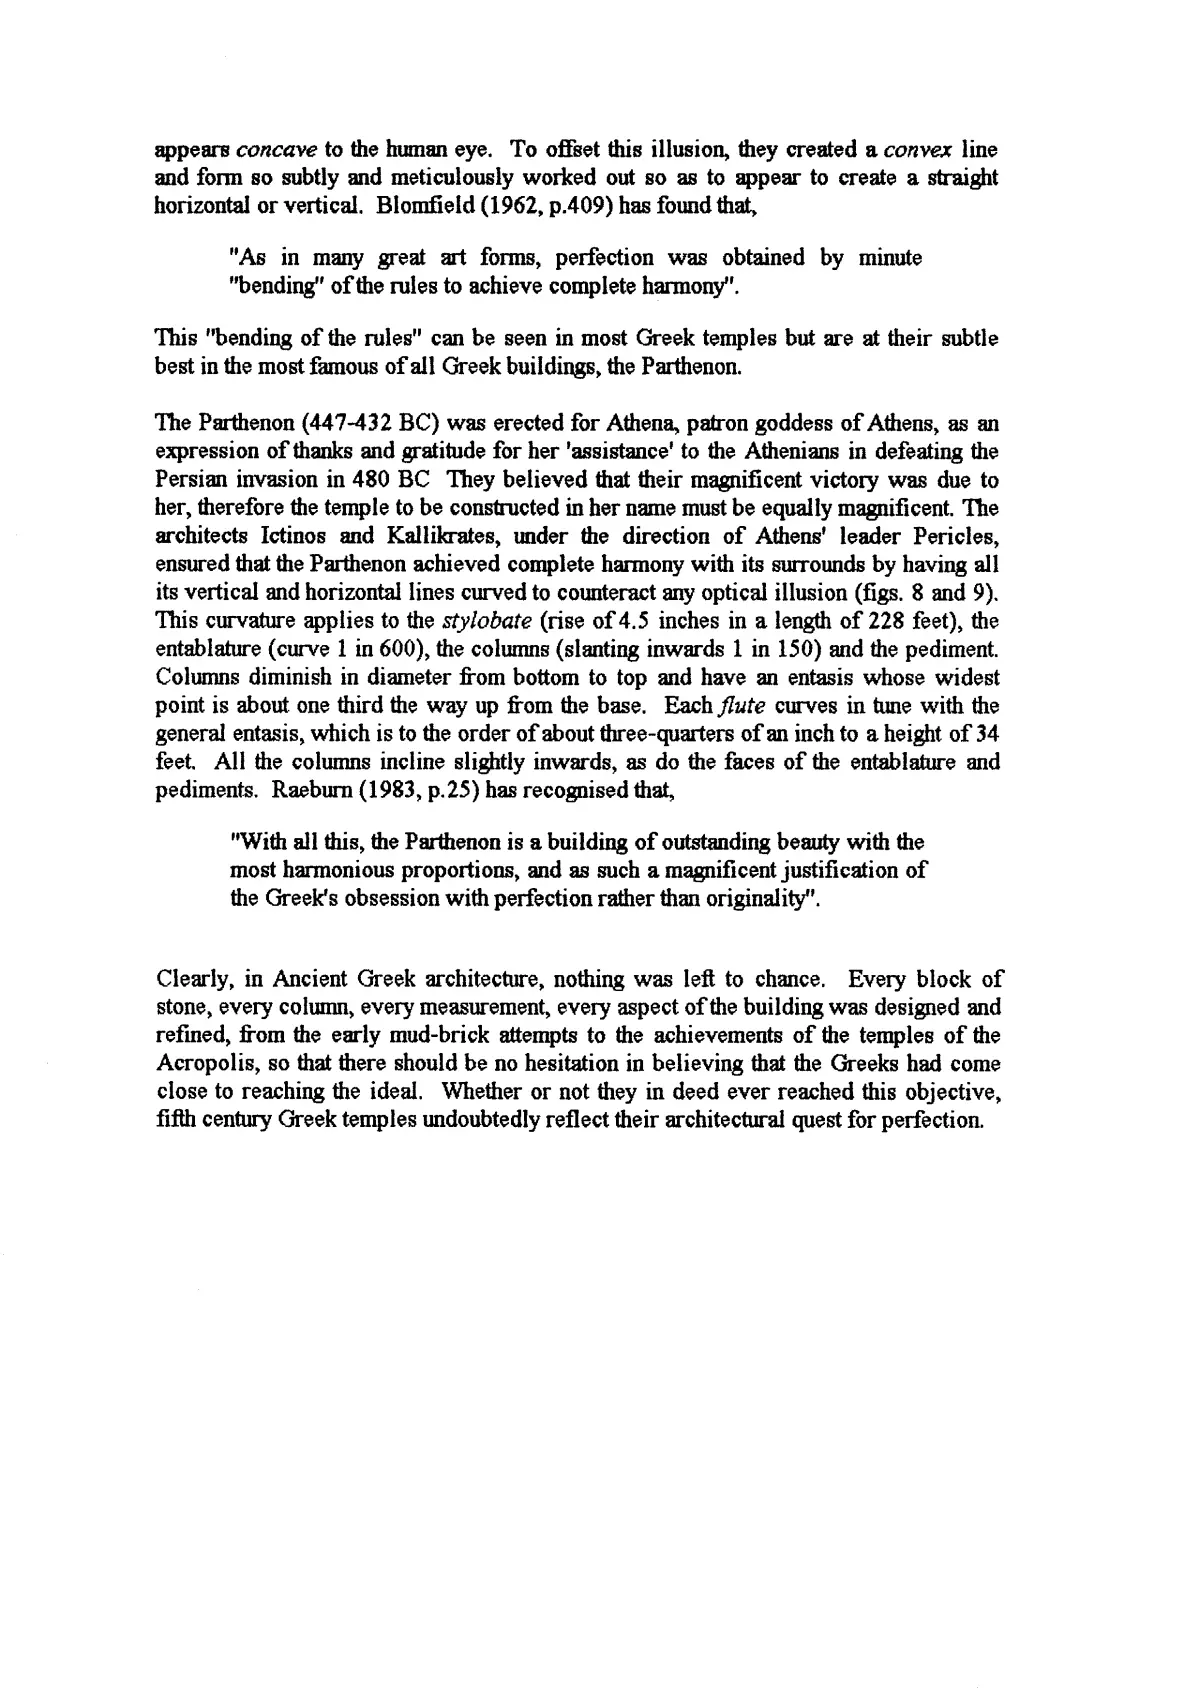 appears concave to the human eye. To offset this illusion, they created a convex line
and form so subtly and meticulously worked out so as to appear to create a straight
horizontal or vertical. Blomfield (1962, p.409) has found that,
"As in many great art forms, perfection was obtained by minute
"bending" of the rules to achieve complete harmony".
This "bending of the rules" can be seen in most Greek temples but are at their subtle
best in the most famous of all Greek buildings, the Parthenon.
The Parthenon (447-432 BC) was erected for Athena, patron goddess of Athens, as an
expression of thanks and gratitude for her 'assistance' to the Athenians in defeating the
Persian invasion in 480 BC They believed that their magnificent victory was due to
her, therefore the temple to be constructed in her name must be equally magnificent. The
architects Ictinos and Kallikrates, under the direction of Athens' leader Pericles,
ensured that the Parthenon achieved complete harmony with its surrounds by having all
its vertical and horizontal lines curved to counteract any optical illusion (figs. 8 and 9).
This curvature applies to the stylobate (rise of 4.5 inches in a length of 228 feet), the
entablature (curve 1 in 600), the columns (slanting inwards 1 in 150) and the pediment.
Columns diminish in diameter from bottom to top and have an entasis whose widest
point is about one third the way up from the base. Each flute curves in tune with the
general entasis, which is to the order of about three-quarters of an inch to a height of 34
feet. All the columns incline slightly inwards, as do the faces of the entablature and
pediments. Raeburn (1983, p.25) has recognised that,
"With all this, the Parthenon is a building of outstanding beauty with the
most harmonious proportions, and as such a magnificent justification of
the Greek's obsession with perfection rather than originality".
Clearly, in Ancient Greek architecture, nothing was left to chance. Every block of
stone, every column, every measurement, every aspect of the building was designed and
refined, from the early mud-brick attempts to the achievements of the temples of the
Acropolis, so that there should be no hesitation in believing that the Greeks had come
close to reaching the ideal. Whether or not they in deed ever reached this objective,
fifth century Greek temples undoubtedly reflect their architectural quest for perfection.